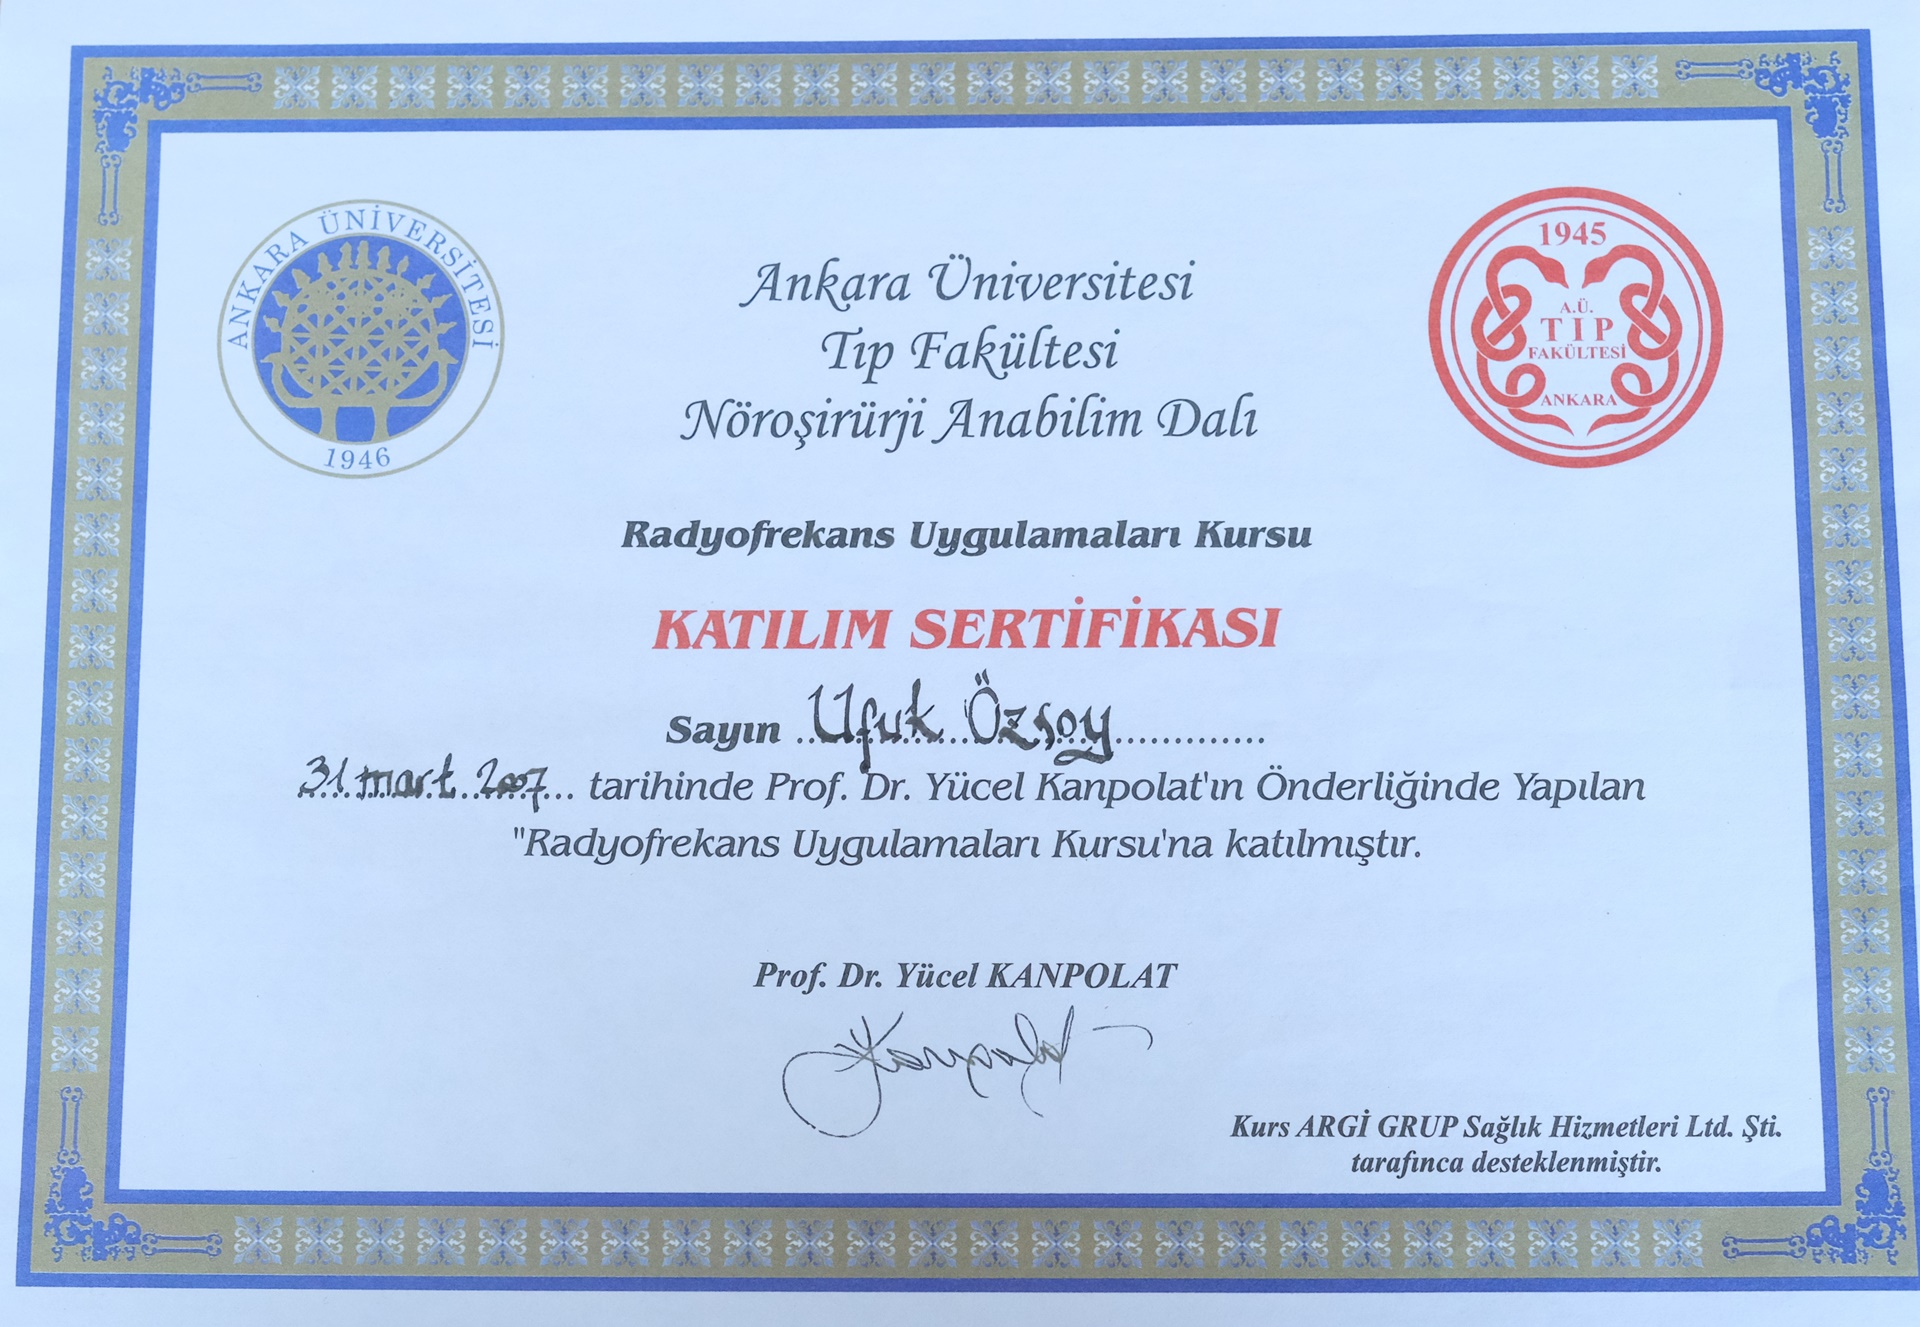 ANKARA ÜNİVERSİTESİ
1946
Ankara Üniversitesi
Tıp Fakültesi
Nöroşirürji Anabilim Dalı
1945
A.Ü.
TIP
FAKÜLTESİ
ANKARA
Radyofrekans Uygulamaları Kursu
KATILIM SERTİFİKASI
Sayın Ufuk Özsoy
31 mart 2007 tarihinde Prof. Dr. Yücel Kanpolat'ın Önderliğinde Yapılan
"Radyofrekans Uygulamaları Kursu'na katılmıştır.
Prof. Dr. Yücel KANPOLAT
Kurs ARGİ GRUP Sağlık Hizmetleri Ltd. Şti.
tarafınca desteklenmiştir.